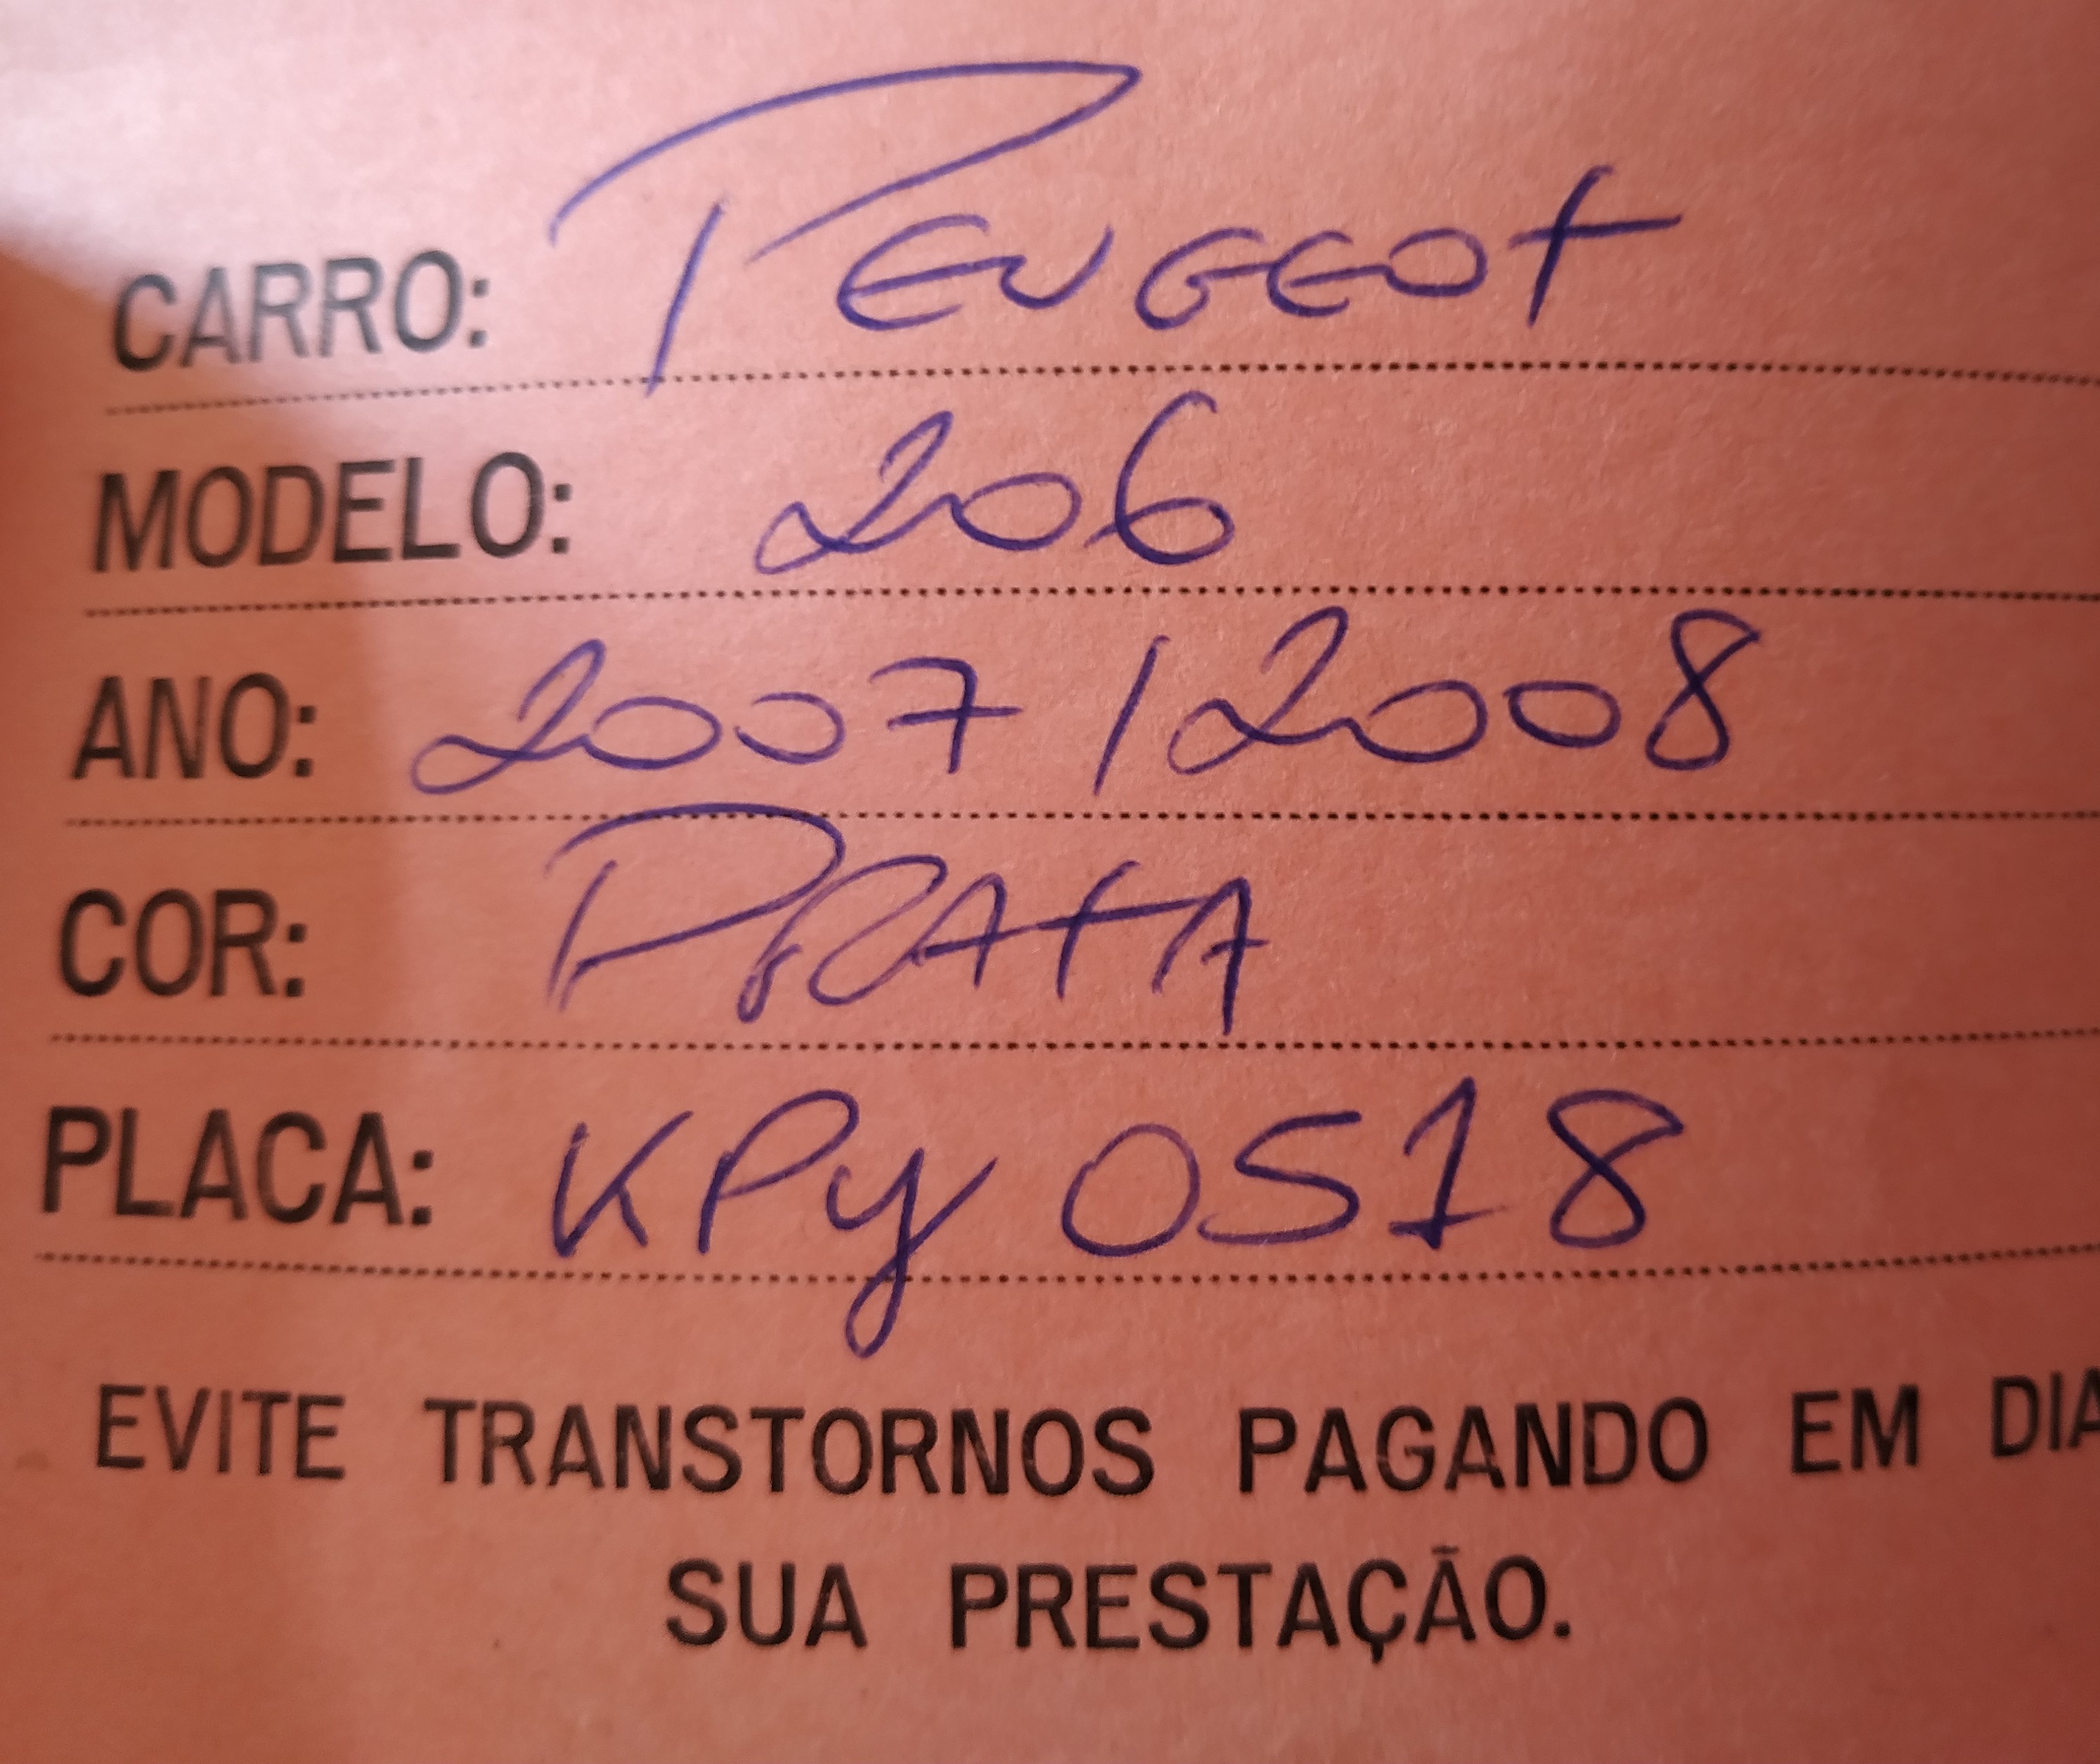 CARRO: PEUGEOT
MODELO: 206
ANO: 2007/2008
COR: PRATA
PLACA: KPY 0518
EVITE TRANSTORNOS PAGANDO EM DIA
SUA PRESTAÇÃO.